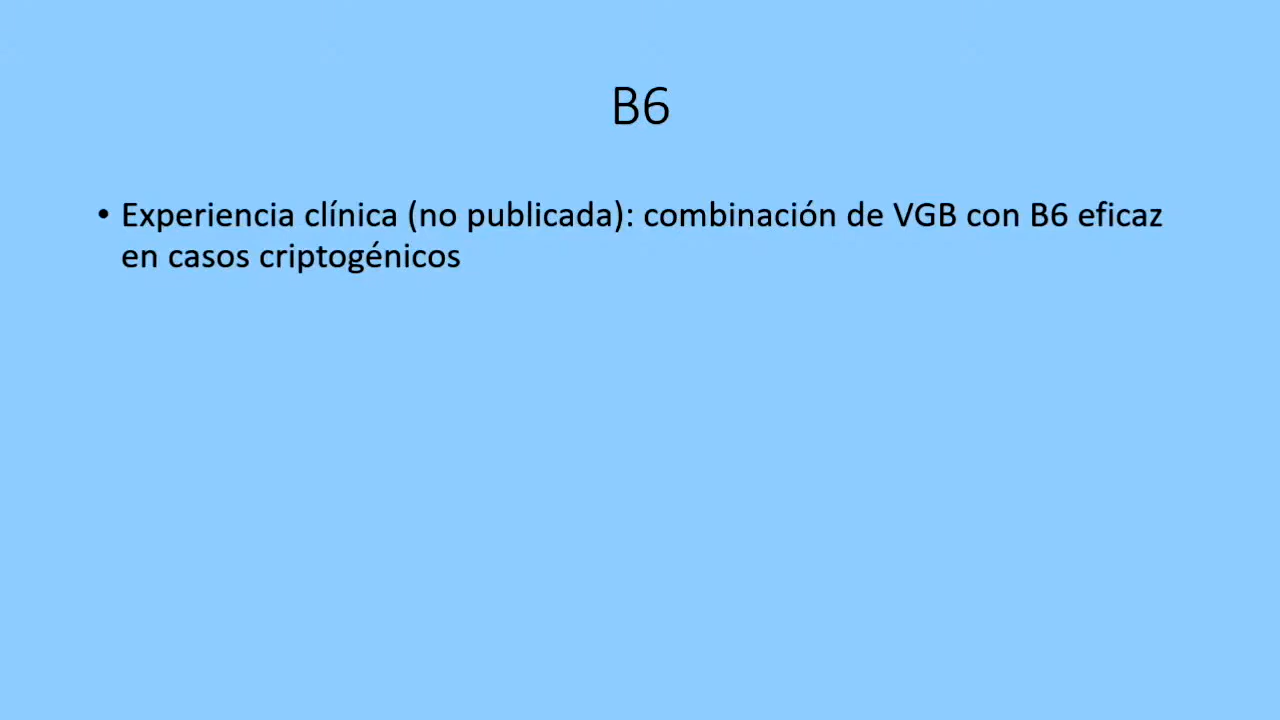 B6
• Experiencia clínica (no publicada): combinación de VGB con B6 eficaz
en casos criptogénicos